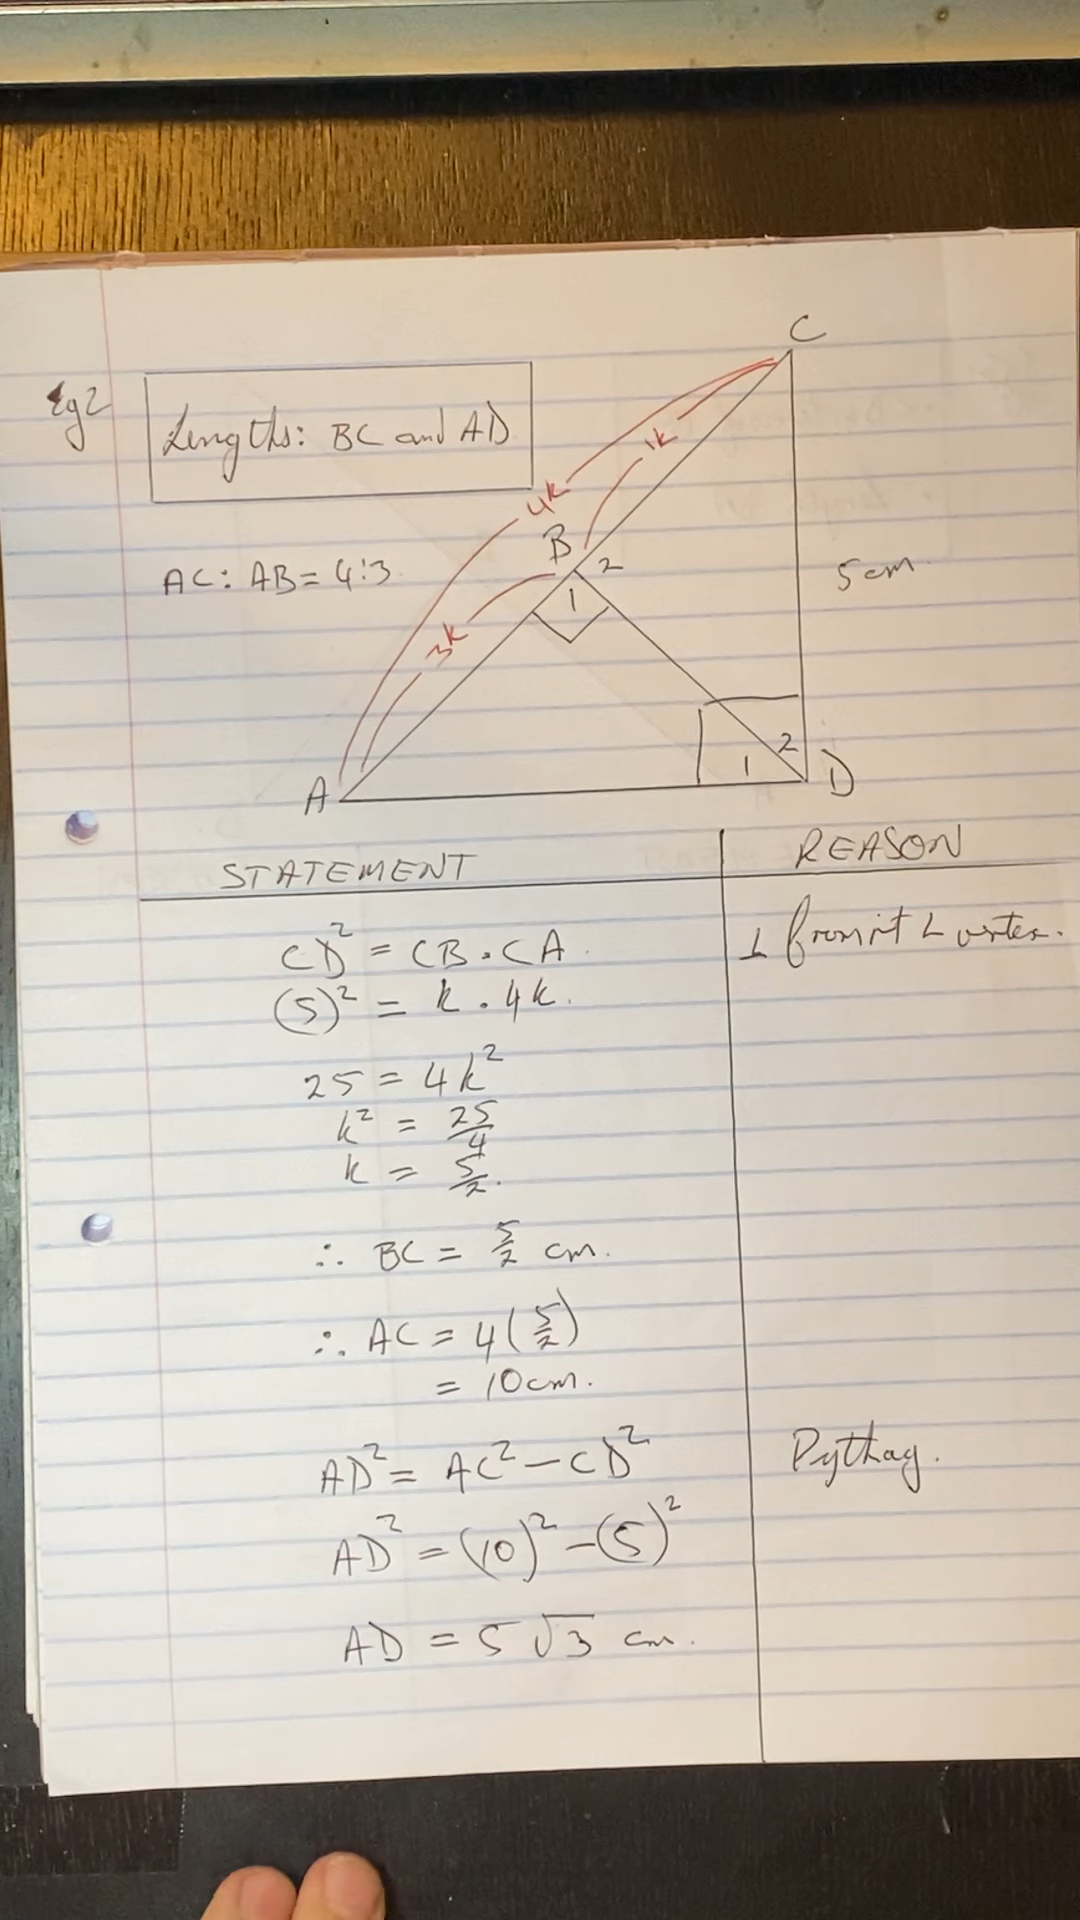 Eg2
Lengths: BC and AD
AC: AB = 4:3
C
4k
1k
B
2
1
3k
5cm.
2
1
A
D
STATEMENT
REASON
CD² = CB . CA
⊥ from rt ∟ vertex.
(5)² = k . 4k.
25 = 4k²
k² = 25/4
k = 5/2.
∴ BC = 5/2 cm.
∴ AC = 4(5/2)
= 10cm.
AD² = AC² - CD²
Pythag.
AD² = (10)² - (5)²
AD = 5√3 cm.